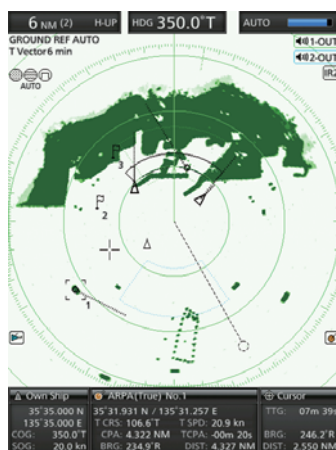 6 NM (2) H-UP HDG 350.0°T AUTO
GROUND REF AUTO
T Vector 6 min
1-OUT
2-OUT
IR2
AUTO
3
2
1
Own Ship ARPA(True) No.1 Cursor
35°35.000 N 35°31.931 N / 135°31.257 E TTG: 07m 39s
135°35.000 E T CRS: 106.6°T T SPD: 20.9 kn
COG: 350.0°T CPA: 4.322 NM TCPA: -00m 20s BRG: 246.2°R
SOG: 20.0 kn BRG: 234.9°R DIST: 4.327 NM DIST: 2.550 NM